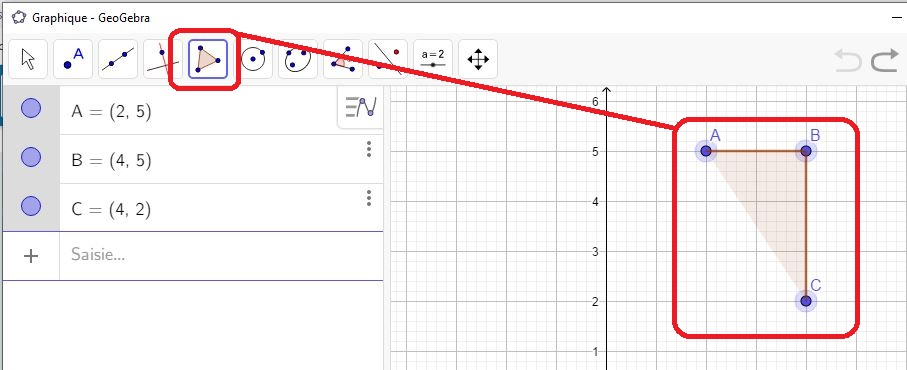 Graphique - GeoGebra
A
a=2
A = (2, 5)
B = (4, 5)
C = (4, 2)
+ Saisie...
6
5
4
3
2
1
A
B
C